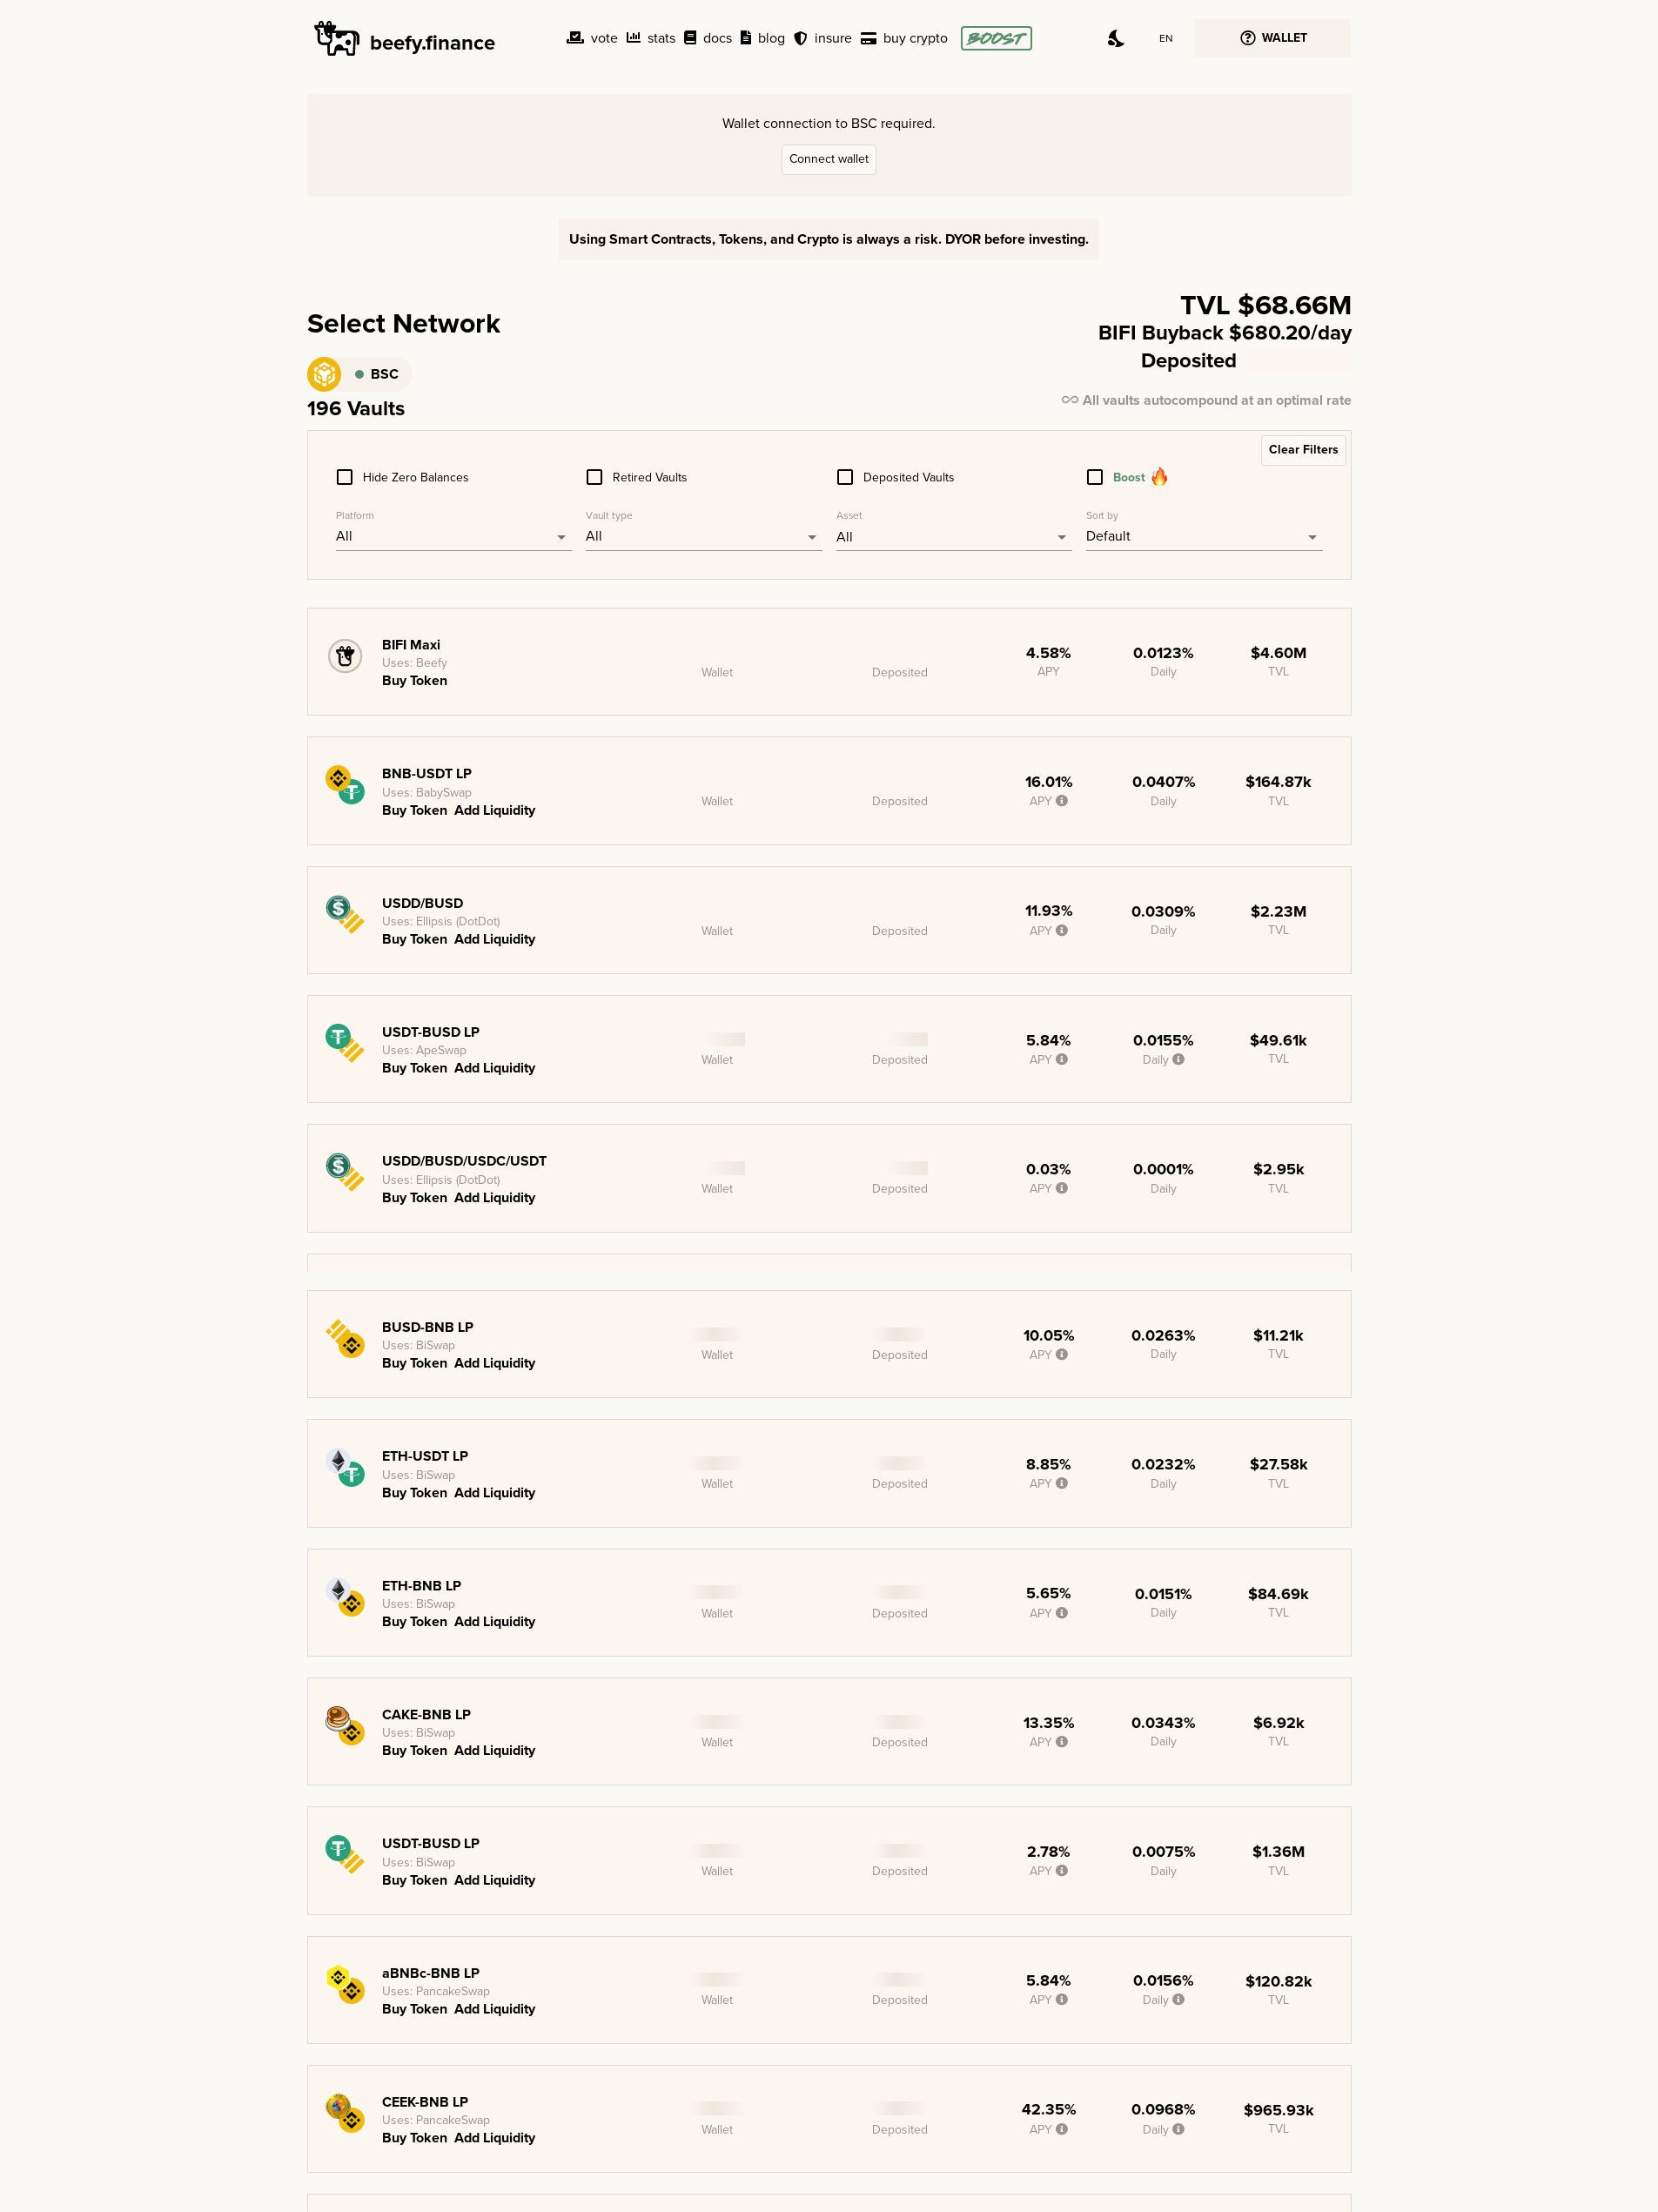 beefy.finance
vote stats docs blog insure buy crypto BOOST
EN
WALLET
Wallet connection to BSC required.
Connect wallet
Using Smart Contracts, Tokens, and Crypto is always a risk. DYOR before investing.
Select Network
TVL $68.66M
BIFI Buyback $680.20/day
Deposited
BSC
196 Vaults
All vaults autocompound at an optimal rate
Clear Filters
Hide Zero Balances
Retired Vaults
Deposited Vaults
Boost
Platform
All
Vault type
All
Asset
All
Sort by
Default
BIFI Maxi
Uses: Beefy
Buy Token
Wallet
Deposited
4.58%
APY
0.0123%
Daily
$4.60M
TVL
BNB-USDT LP
Uses: BabySwap
Buy Token Add Liquidity
Wallet
Deposited
16.01%
APY
0.0407%
Daily
$164.87k
TVL
USDD/BUSD
Uses: Ellipsis (DotDot)
Buy Token Add Liquidity
Wallet
Deposited
11.93%
APY
0.0309%
Daily
$2.23M
TVL
USDT-BUSD LP
Uses: ApeSwap
Buy Token Add Liquidity
Wallet
Deposited
5.84%
APY
0.0155%
Daily
$49.61k
TVL
USDD/BUSD/USDC/USDT
Uses: Ellipsis (DotDot)
Buy Token Add Liquidity
Wallet
Deposited
0.03%
APY
0.0001%
Daily
$2.95k
TVL
BUSD-BNB LP
Uses: BiSwap
Buy Token Add Liquidity
Wallet
Deposited
10.05%
APY
0.0263%
Daily
$11.21k
TVL
ETH-USDT LP
Uses: BiSwap
Buy Token Add Liquidity
Wallet
Deposited
8.85%
APY
0.0232%
Daily
$27.58k
TVL
ETH-BNB LP
Uses: BiSwap
Buy Token Add Liquidity
Wallet
Deposited
5.65%
APY
0.0151%
Daily
$84.69k
TVL
CAKE-BNB LP
Uses: BiSwap
Buy Token Add Liquidity
Wallet
Deposited
13.35%
APY
0.0343%
Daily
$6.92k
TVL
USDT-BUSD LP
Uses: BiSwap
Buy Token Add Liquidity
Wallet
Deposited
2.78%
APY
0.0075%
Daily
$1.36M
TVL
aBNBc-BNB LP
Uses: PancakeSwap
Buy Token Add Liquidity
Wallet
Deposited
5.84%
APY
0.0156%
Daily
$120.82k
TVL
CEEK-BNB LP
Uses: PancakeSwap
Buy Token Add Liquidity
Wallet
Deposited
42.35%
APY
0.0968%
Daily
$965.93k
TVL